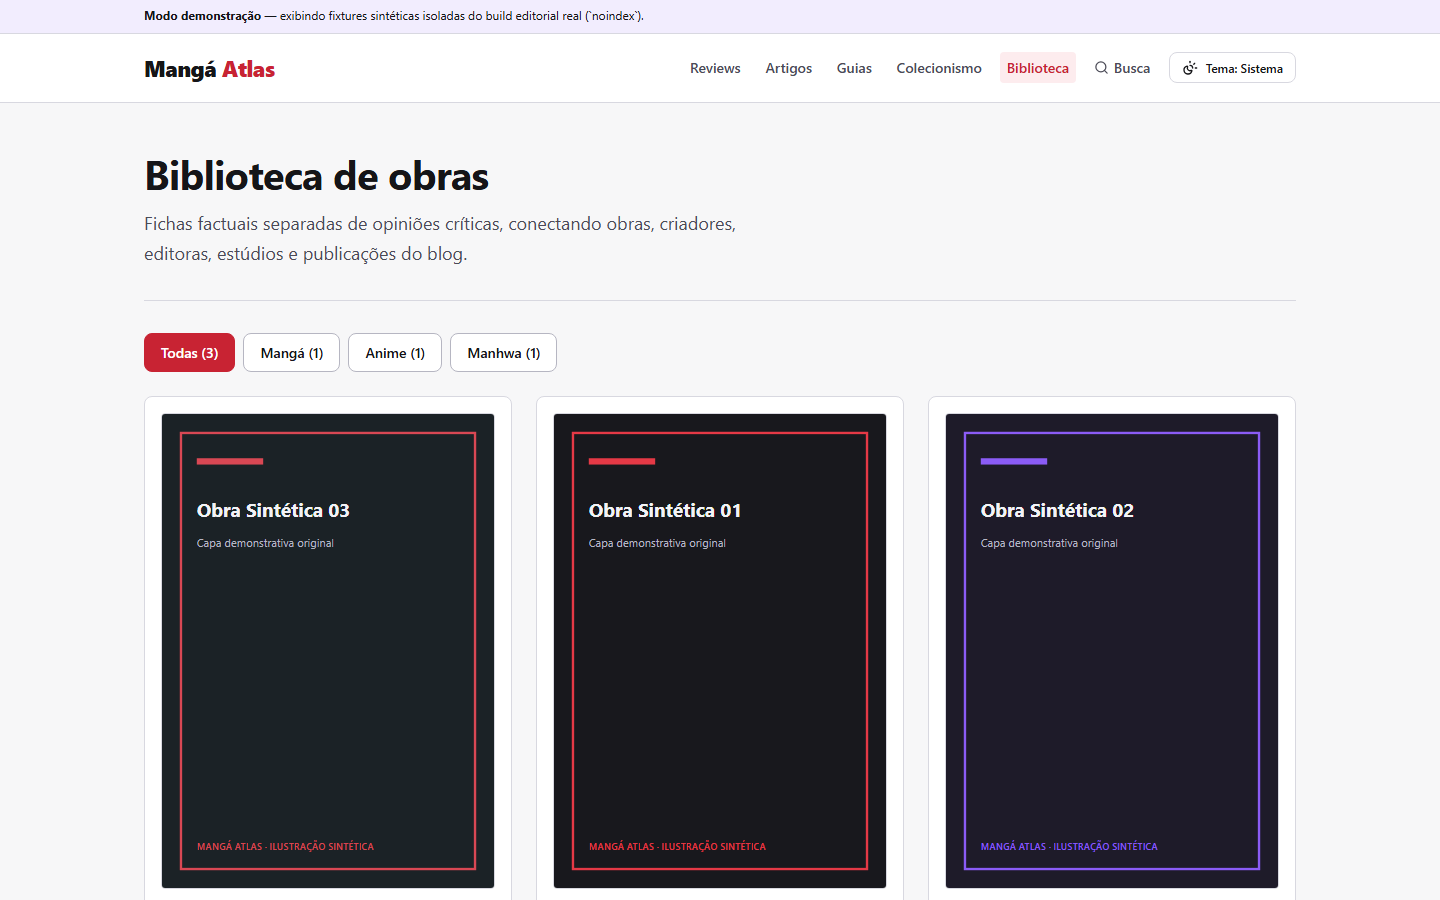 Modo demonstração — exibindo fixtures sintéticas isoladas do build editorial real (`noindex`).
Mangá Atlas
Reviews
Artigos
Guias
Colecionismo
Biblioteca
Busca
Tema: Sistema
Biblioteca de obras
Fichas factuais separadas de opiniões críticas, conectando obras, criadores,
editoras, estúdios e publicações do blog.
Todas (3)
Mangá (1)
Anime (1)
Manhwa (1)
Obra Sintética 03
Capa demonstrativa original
MANGÁ ATLAS · ILUSTRAÇÃO SINTÉTICA
Obra Sintética 01
Capa demonstrativa original
MANGÁ ATLAS · ILUSTRAÇÃO SINTÉTICA
Obra Sintética 02
Capa demonstrativa original
MANGÁ ATLAS · ILUSTRAÇÃO SINTÉTICA